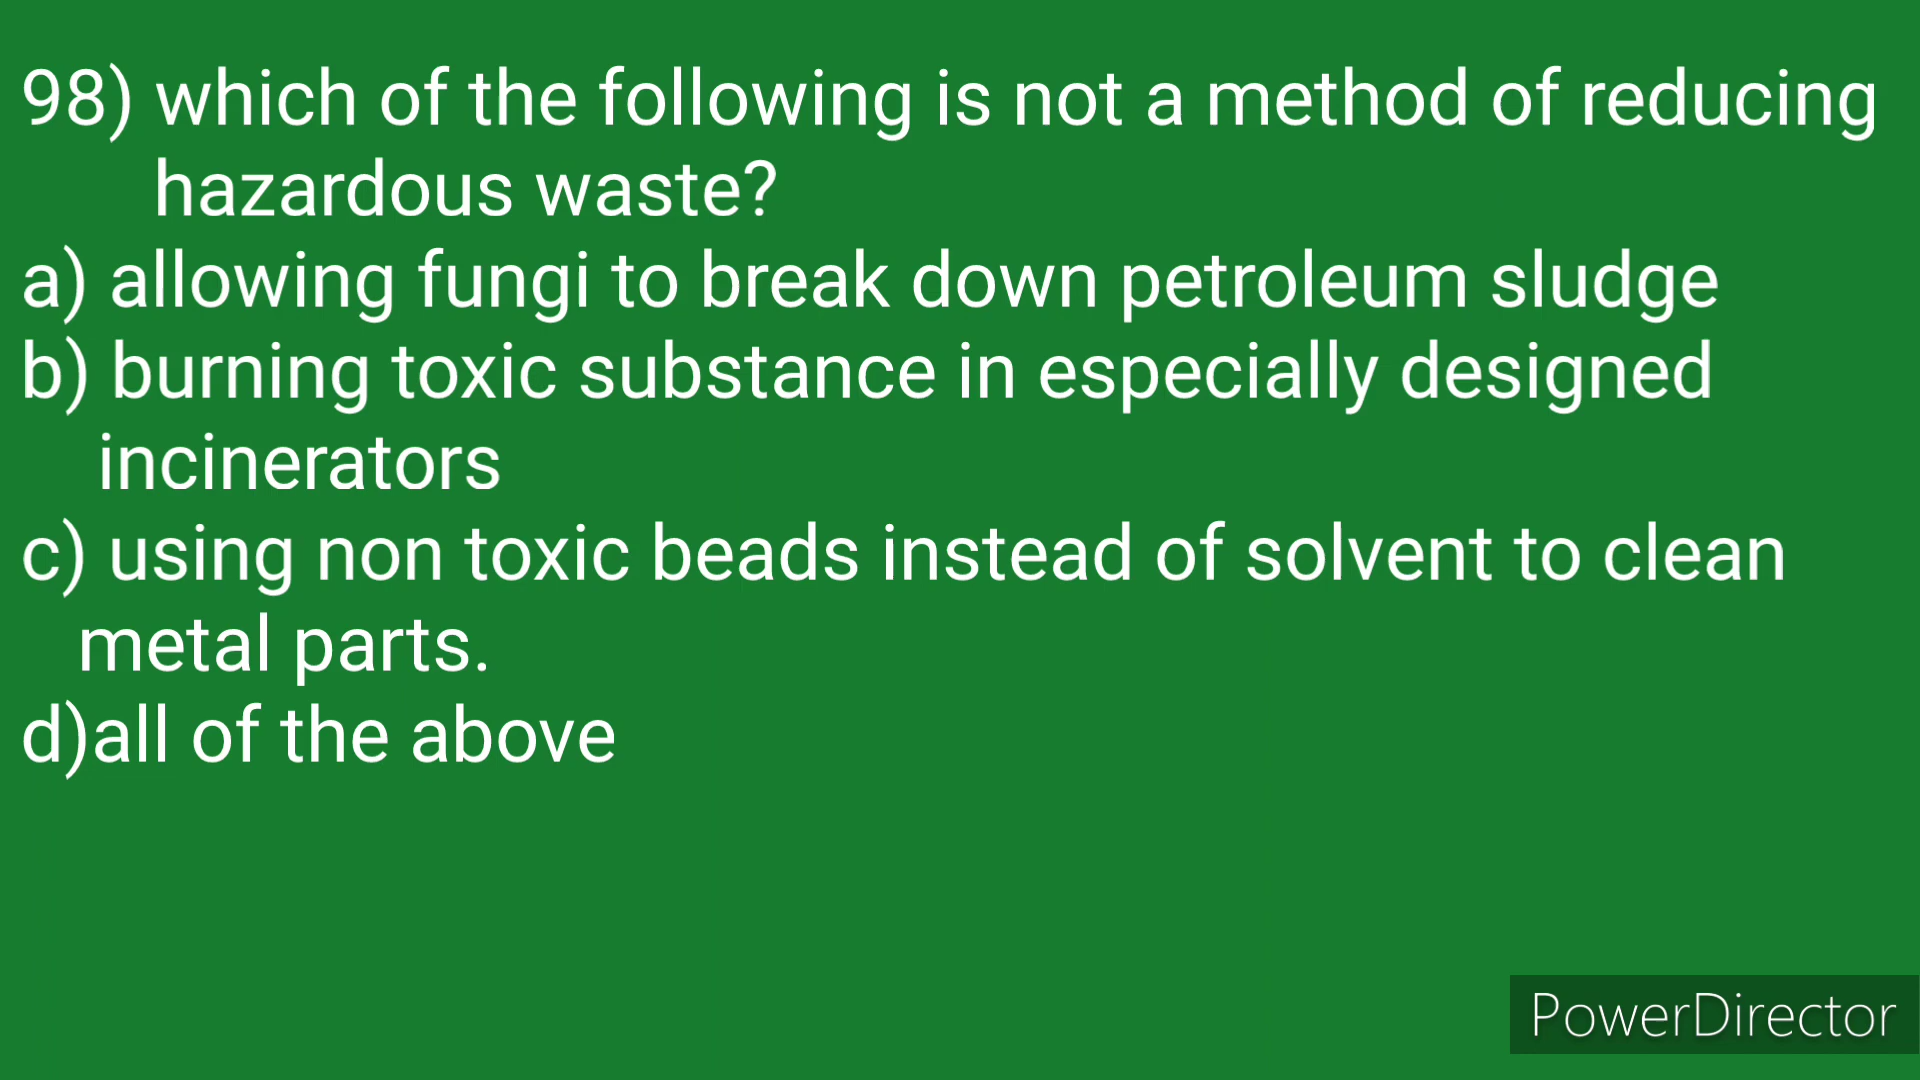 98) which of the following is not a method of reducing
hazardous waste?
a) allowing fungi to break down petroleum sludge
b) burning toxic substance in especially designed
incinerators
c) using non toxic beads instead of solvent to clean
metal parts.
d)all of the above
PowerDirector